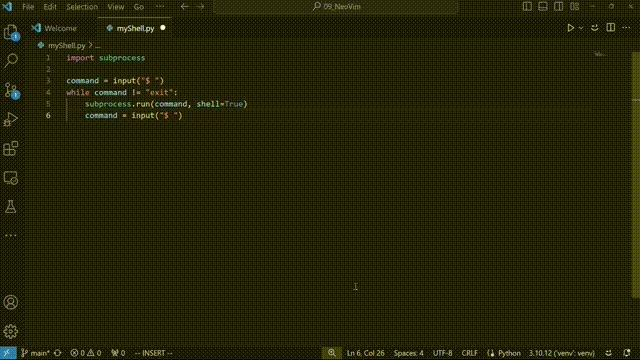 File Edit Selection View Go ··· 09_NeoVim
Welcome myShell.py
myShell.py > ...
1 import subprocess
2
3 command = input("$ ")
4 while command != "exit":
5 subprocess.run(command, shell=True)
6 command = input("$ ")
1
1
main* 0 0 0 -- INSERT -- Ln 6, Col 26 Spaces: 4 UTF-8 CRLF Python 3.10.12 ('venv': venv)